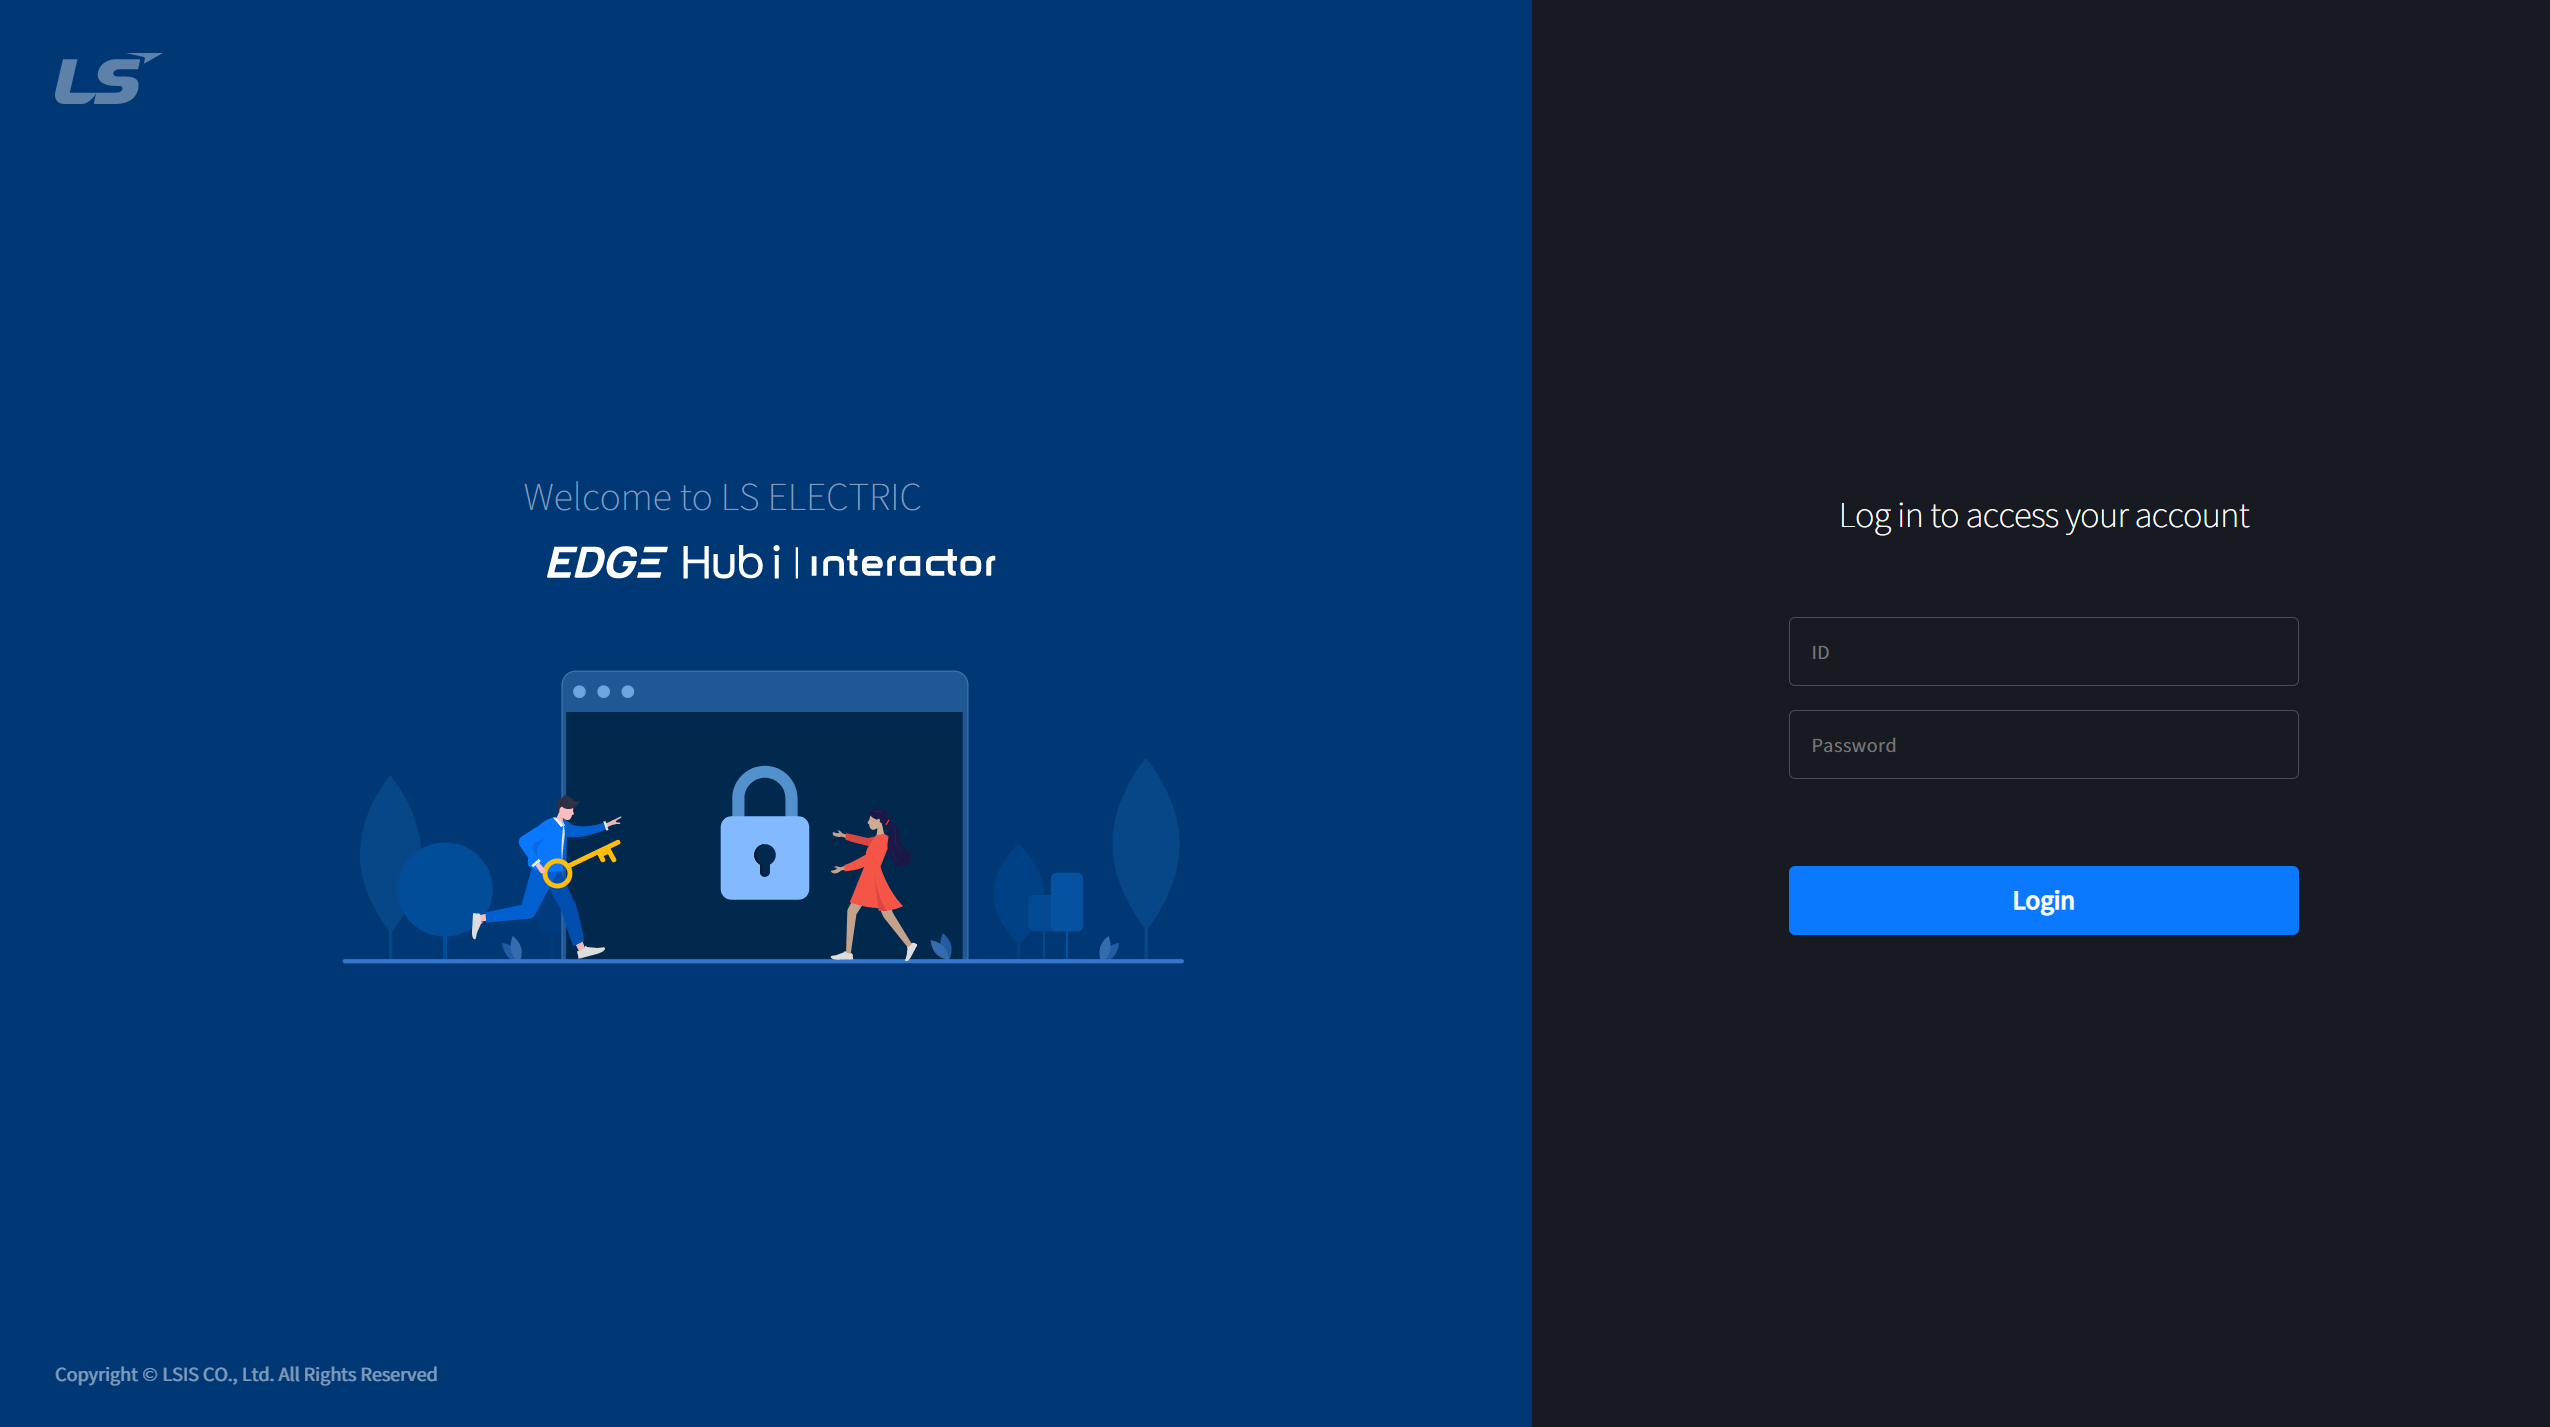 LS
Welcome to LS ELECTRIC
EDGE Hub i | interactor
Log in to access your account
ID
Password
Login
Copyright © LSIS CO., Ltd. All Rights Reserved